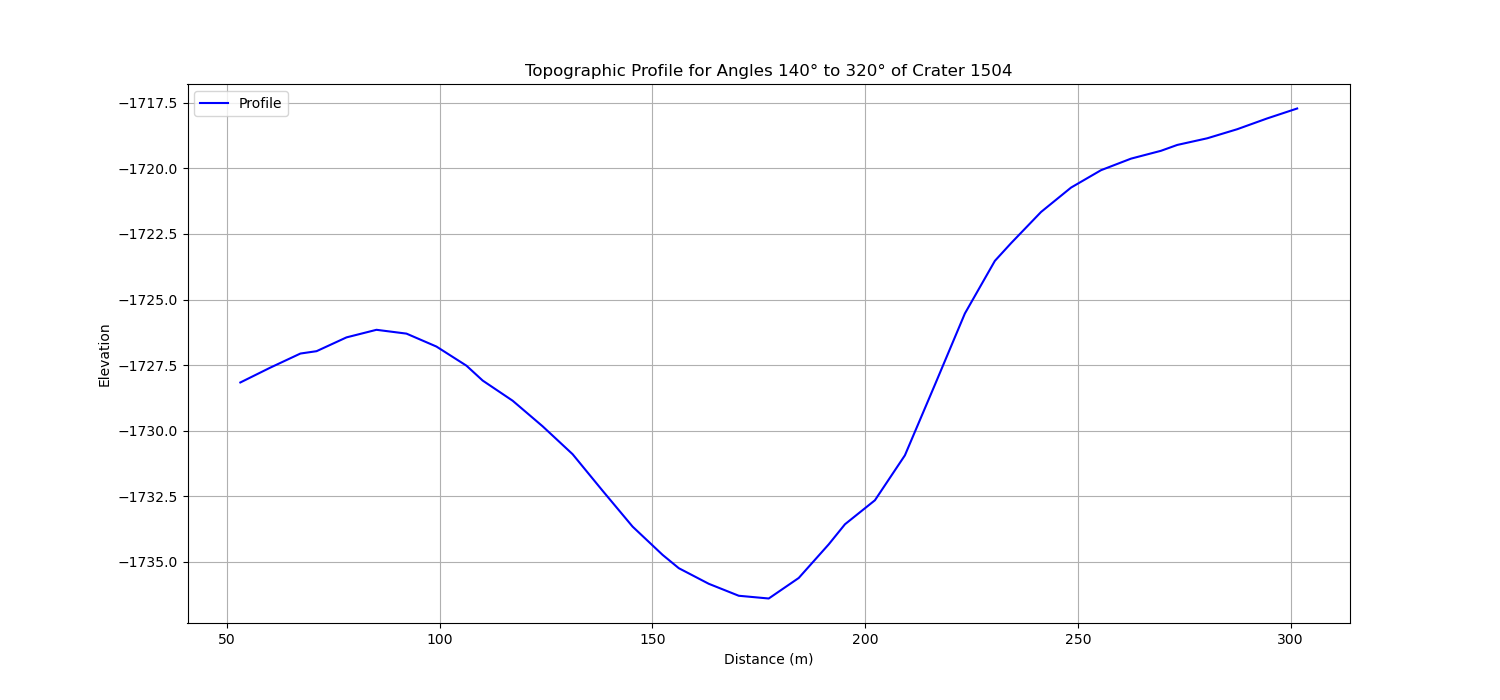 Topographic Profile for Angles 140° to 320° of Crater 1504
Profile
−1717.5
−1720.0
−1722.5
−1725.0
−1727.5
−1730.0
−1732.5
−1735.0
Elevation
50 100 150 200 250 300
Distance (m)